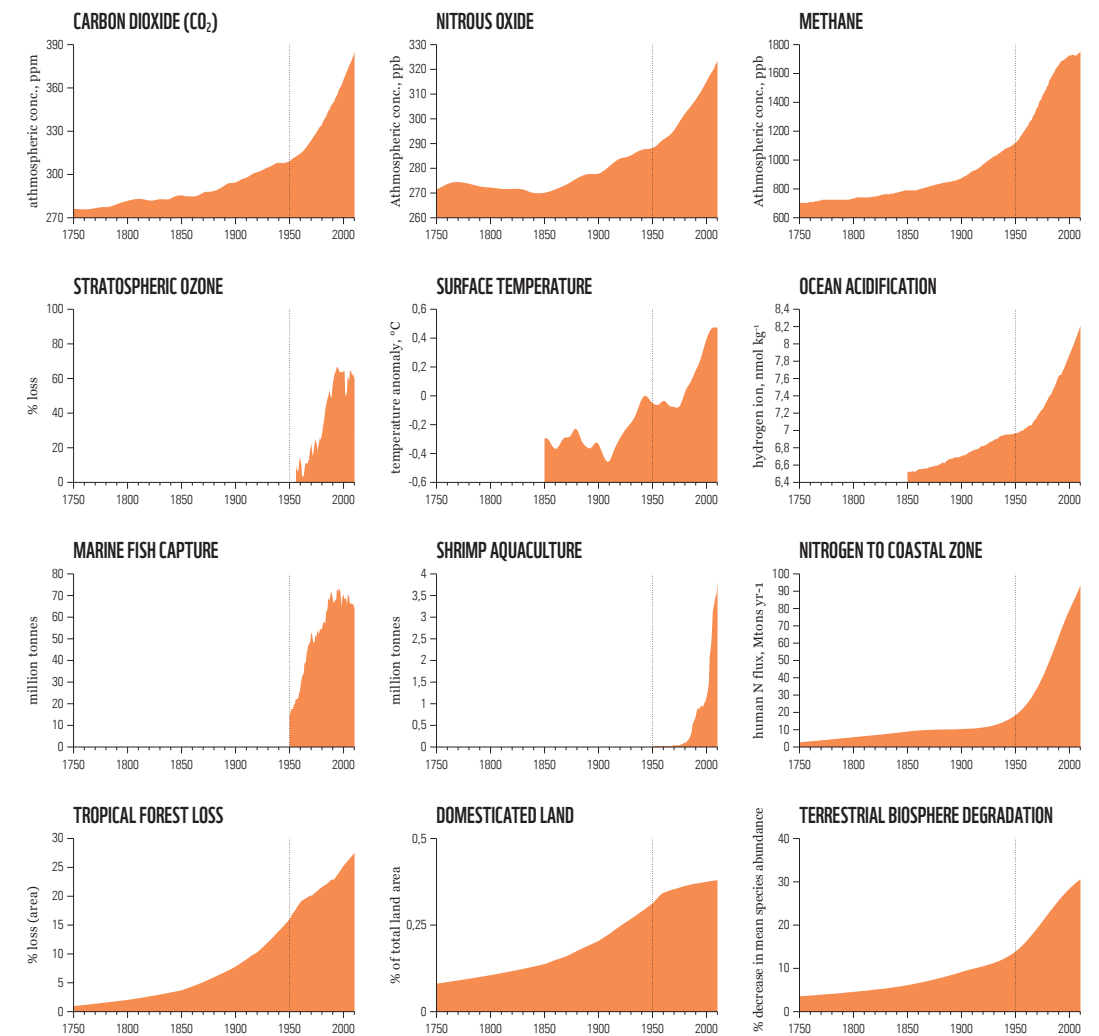 CARBON DIOXIDE (CO₂)
athmospheric conc., ppm
390
360
330
300
270
1750 1800 1850 1900 1950 2000
NITROUS OXIDE
Athmospheric conc., ppb
330
320
310
300
290
280
270
260
1750 1800 1850 1900 1950 2000
METHANE
Athmospheric conc., ppb
1800
1600
1400
1200
1000
800
600
1750 1800 1850 1900 1950 2000
STRATOSPHERIC OZONE
% loss
100
80
60
40
20
0
1750 1800 1850 1900 1950 2000
SURFACE TEMPERATURE
temperature anomaly, °C
0,6
0,4
0,2
0
-0,2
-0,4
-0,6
1750 1800 1850 1900 1950 2000
OCEAN ACIDIFICATION
hydrogen ion, nmol kg⁻¹
8,4
8,2
8
7,8
7,6
7,4
7,2
7
6,8
6,6
6,4
1750 1800 1850 1900 1950 2000
MARINE FISH CAPTURE
million tonnes
80
70
60
50
40
30
20
10
0
1750 1800 1850 1900 1950 2000
SHRIMP AQUACULTURE
million tonnes
4
3,5
3
2,5
2
1,5
1
0,5
0
1750 1800 1850 1900 1950 2000
NITROGEN TO COASTAL ZONE
human N flux, Mtons yr-1
100
90
80
70
60
50
40
30
20
10
0
1750 1800 1850 1900 1950 2000
TROPICAL FOREST LOSS
% loss (area)
30
25
20
15
10
5
0
1750 1800 1850 1900 1950 2000
DOMESTICATED LAND
% of total land area
0,5
0,25
0
1750 1800 1850 1900 1950 2000
TERRESTRIAL BIOSPHERE DEGRADATION
% decrease in mean species abundance
40
30
20
10
0
1750 1800 1850 1900 1950 2000